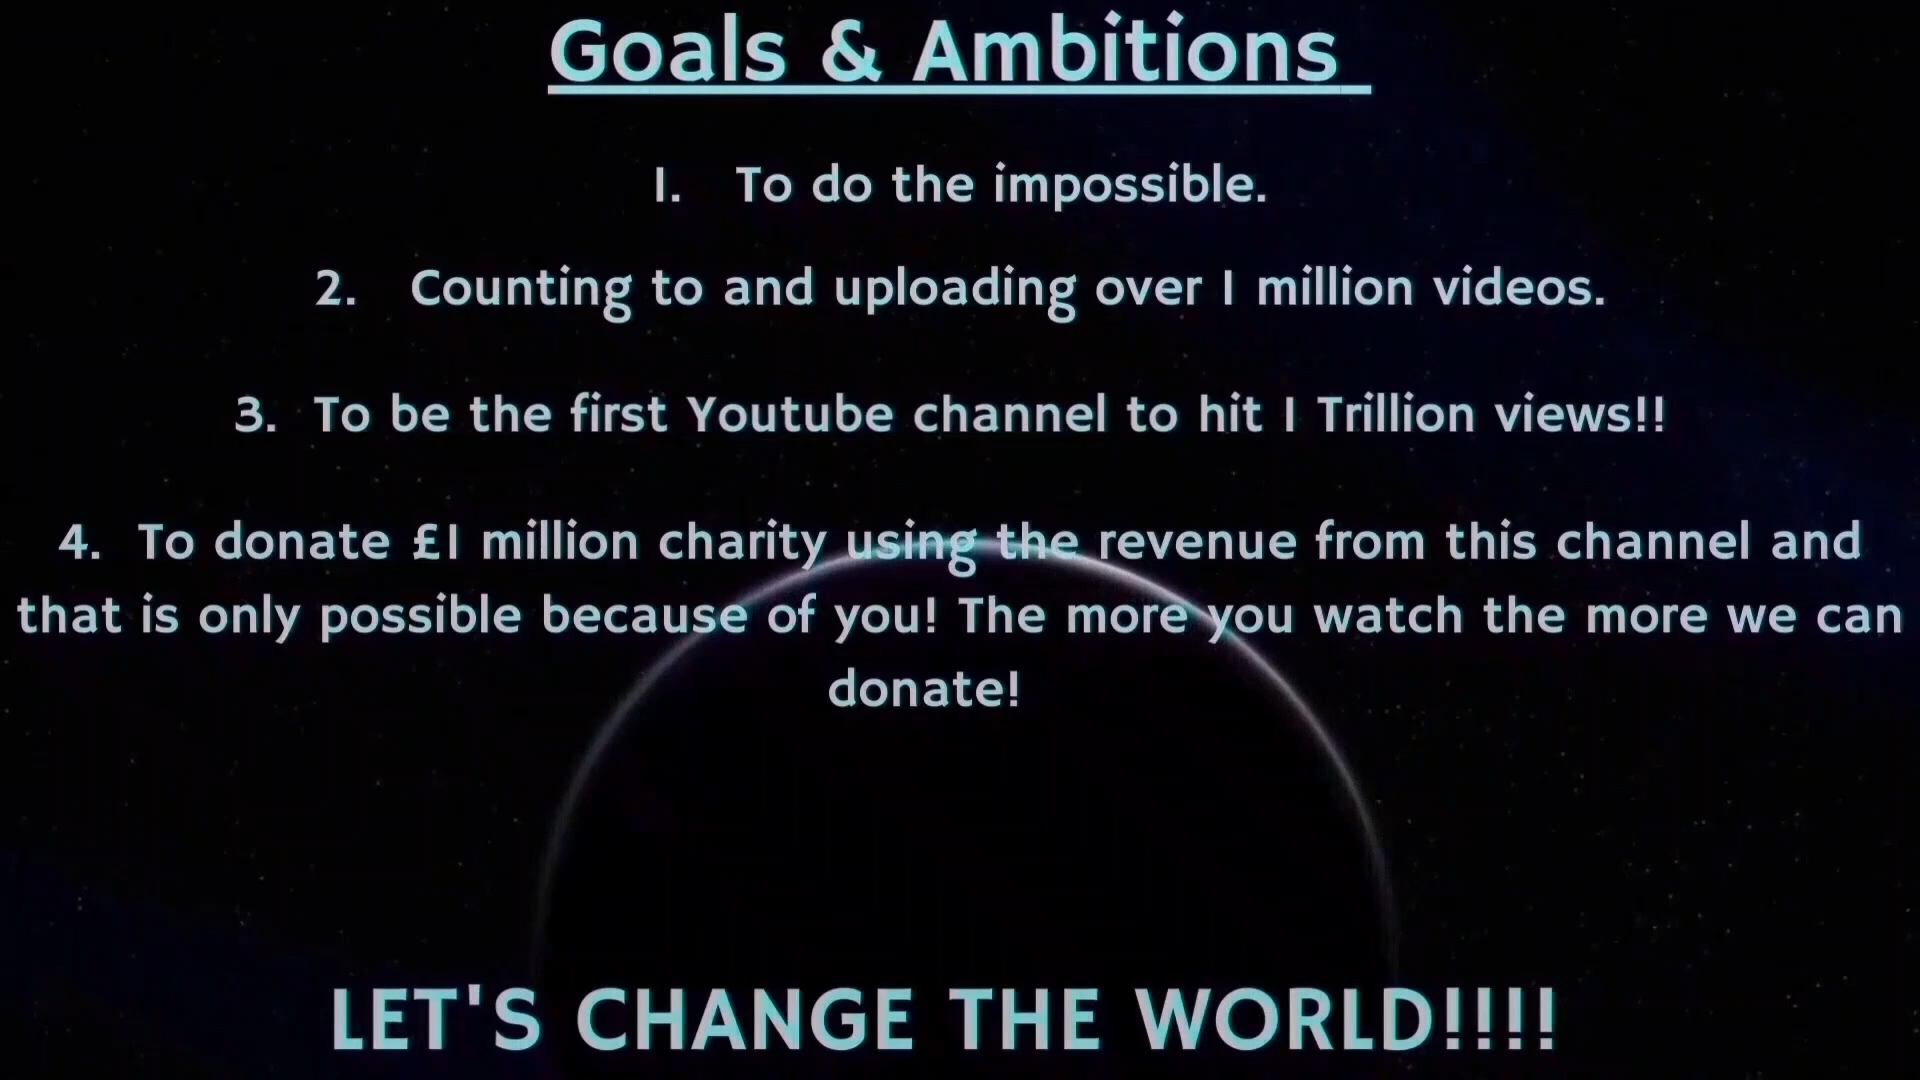 Goals & Ambitions
1. To do the impossible.
2. Counting to and uploading over 1 million videos.
3. To be the first Youtube channel to hit 1 Trillion views!!
4. To donate £1 million charity using the revenue from this channel and
that is only possible because of you! The more you watch the more we can
donate!
LET'S CHANGE THE WORLD!!!!